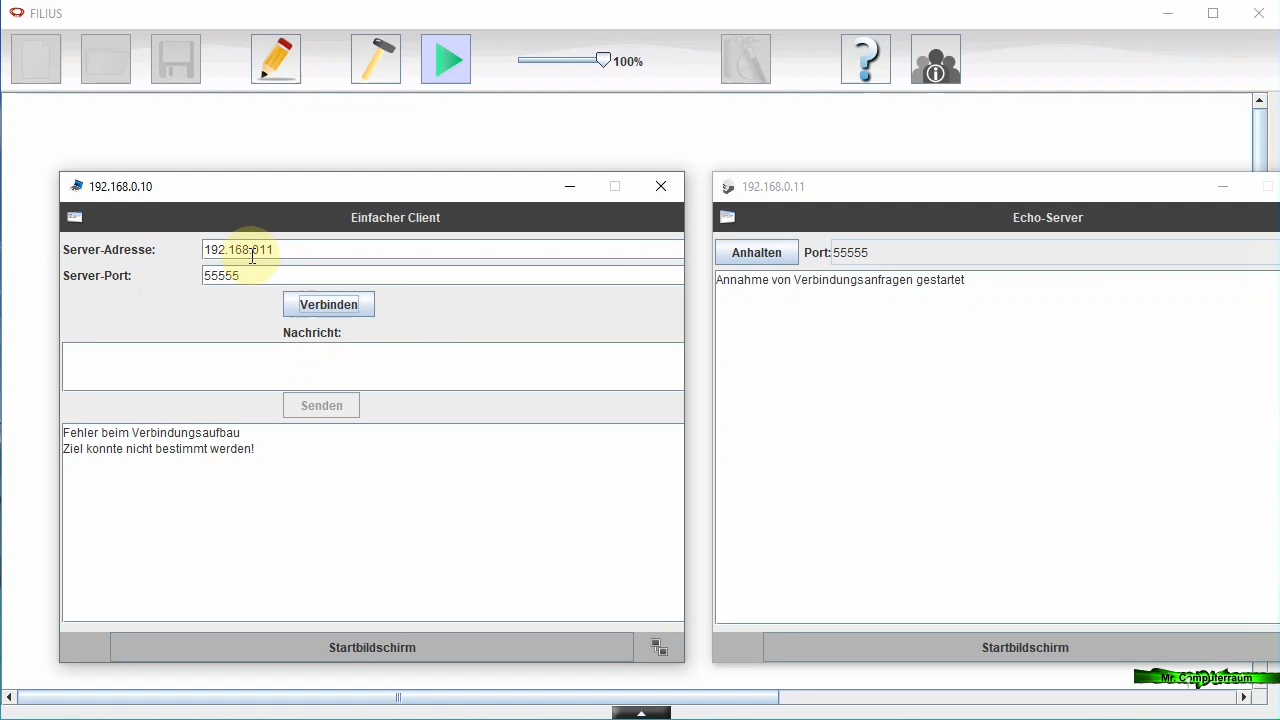 FILIUS
100%
192.168.0.10
Einfacher Client
Server-Adresse:
192.168.011
Server-Port:
55555
Verbinden
Nachricht:
Senden
Fehler beim Verbindungsaufbau
Ziel konnte nicht bestimmt werden!
Startbildschirm
192.168.0.11
Echo-Server
Anhalten
Port:
55555
Annahme von Verbindungsanfragen gestartet
Startbildschirm
Mr. Computerraum